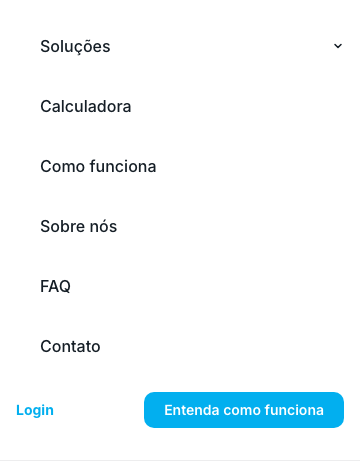 Soluções
Calculadora
Como funciona
Sobre nós
FAQ
Contato
Login
Entenda como funciona